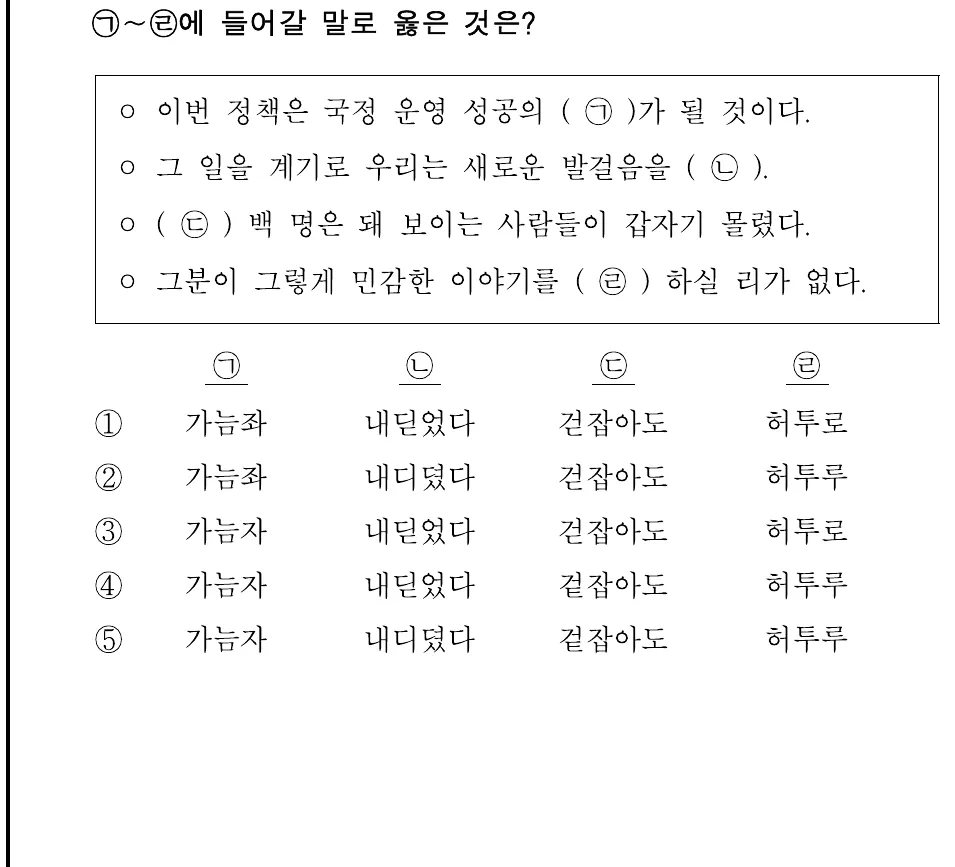 ㉠~㉣에 들어갈 말로 옳은 것은?
○ 이번 정책은 국정 운영 성공의 ( ㉠ )가 될 것이다.
○ 그 일을 계기로 우리는 새로운 발걸음을 ( ㉡ ).
○ ( ㉢ ) 백 명은 돼 보이는 사람들이 갑자기 몰렸다.
○ 그분이 그렇게 민감한 이야기를 ( ㉣ ) 하실 리가 없다.
㉠ ㉡ ㉢ ㉣
① 가늠좌 내딛었다 걷잡아도 허투로
② 가늠좌 내디뎠다 걷잡아도 허투루
③ 가늠자 내딛었다 걷잡아도 허투로
④ 가늠자 내딛었다 겉잡아도 허투루
⑤ 가늠자 내디뎠다 겉잡아도 허투루